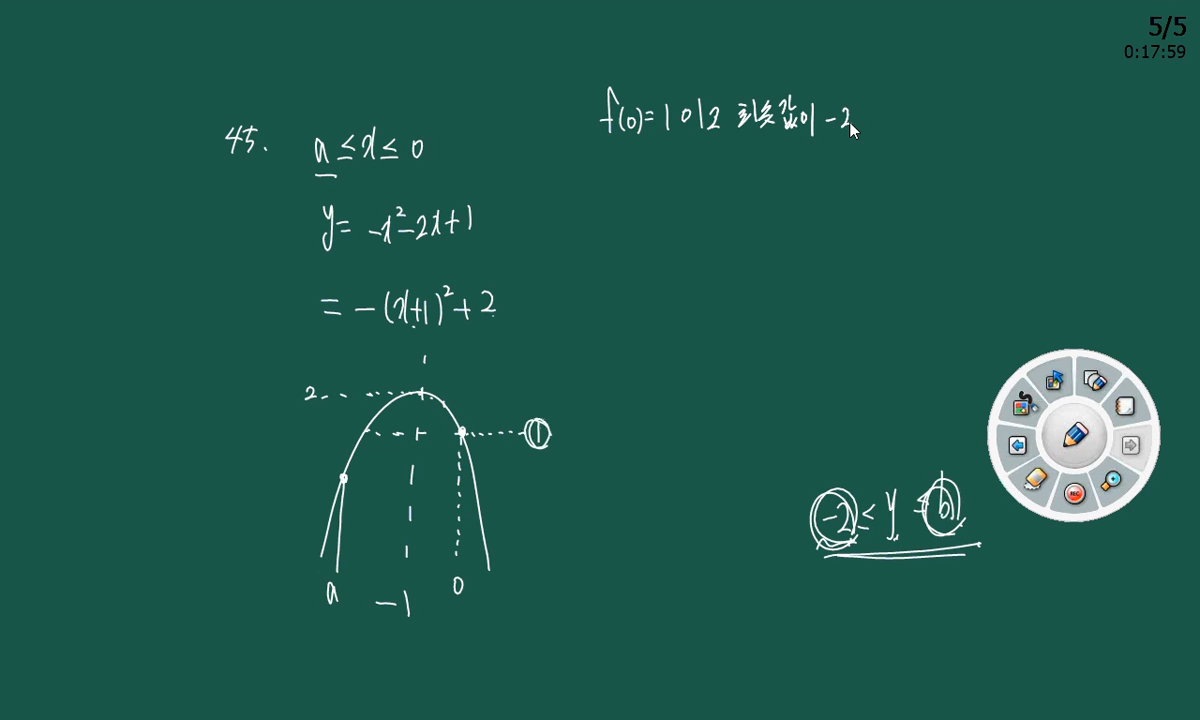 5/5
0:17:59
f(0)=1 이고 최솟값이 -2
45. a ≤ x ≤ 0
y= -x²-2x+1
= -(x+1)²+2
2
1
-2 ≤ y ≤ b
a -1 0
REC